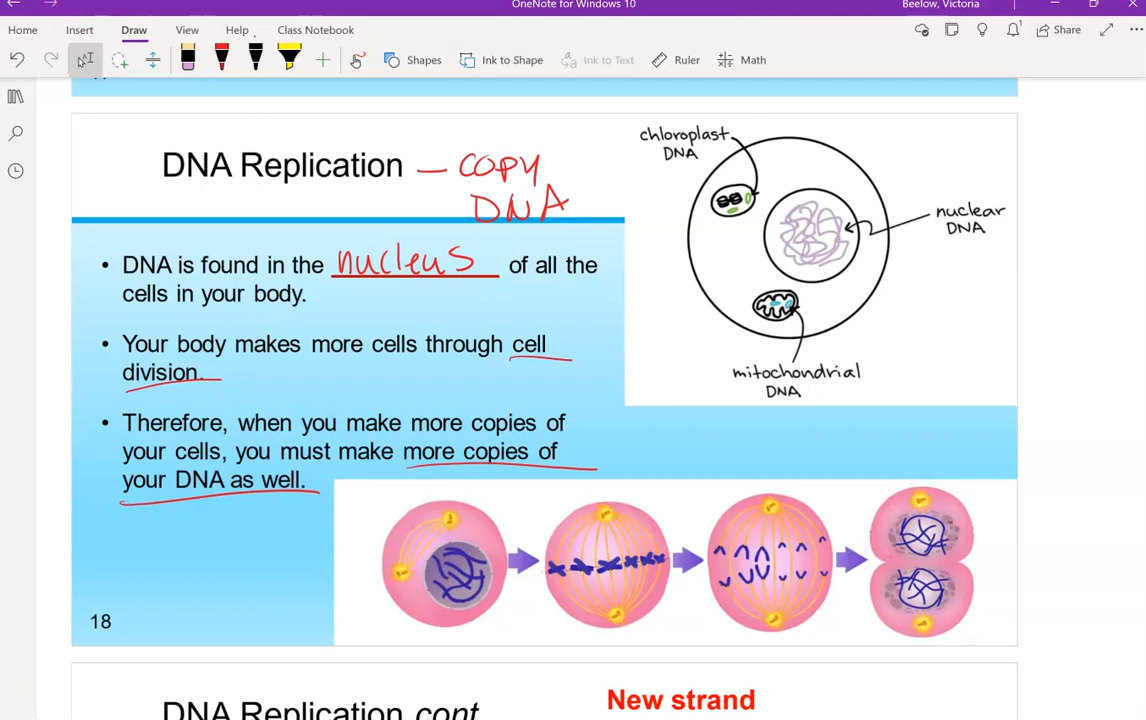 OneNote for Windows 10
Beelow, Victoria
Home Insert Draw View Help Class Notebook
Share
Shapes Ink to Shape Ink to Text Ruler Math
DNA Replication – COPY
DNA
• DNA is found in the nucleus of all the
cells in your body.
• Your body makes more cells through cell
division.
• Therefore, when you make more copies of
your cells, you must make more copies of
your DNA as well.
18
chloroplast
DNA
nuclear
DNA
mitochondrial
DNA
DNA Replication cont
New strand